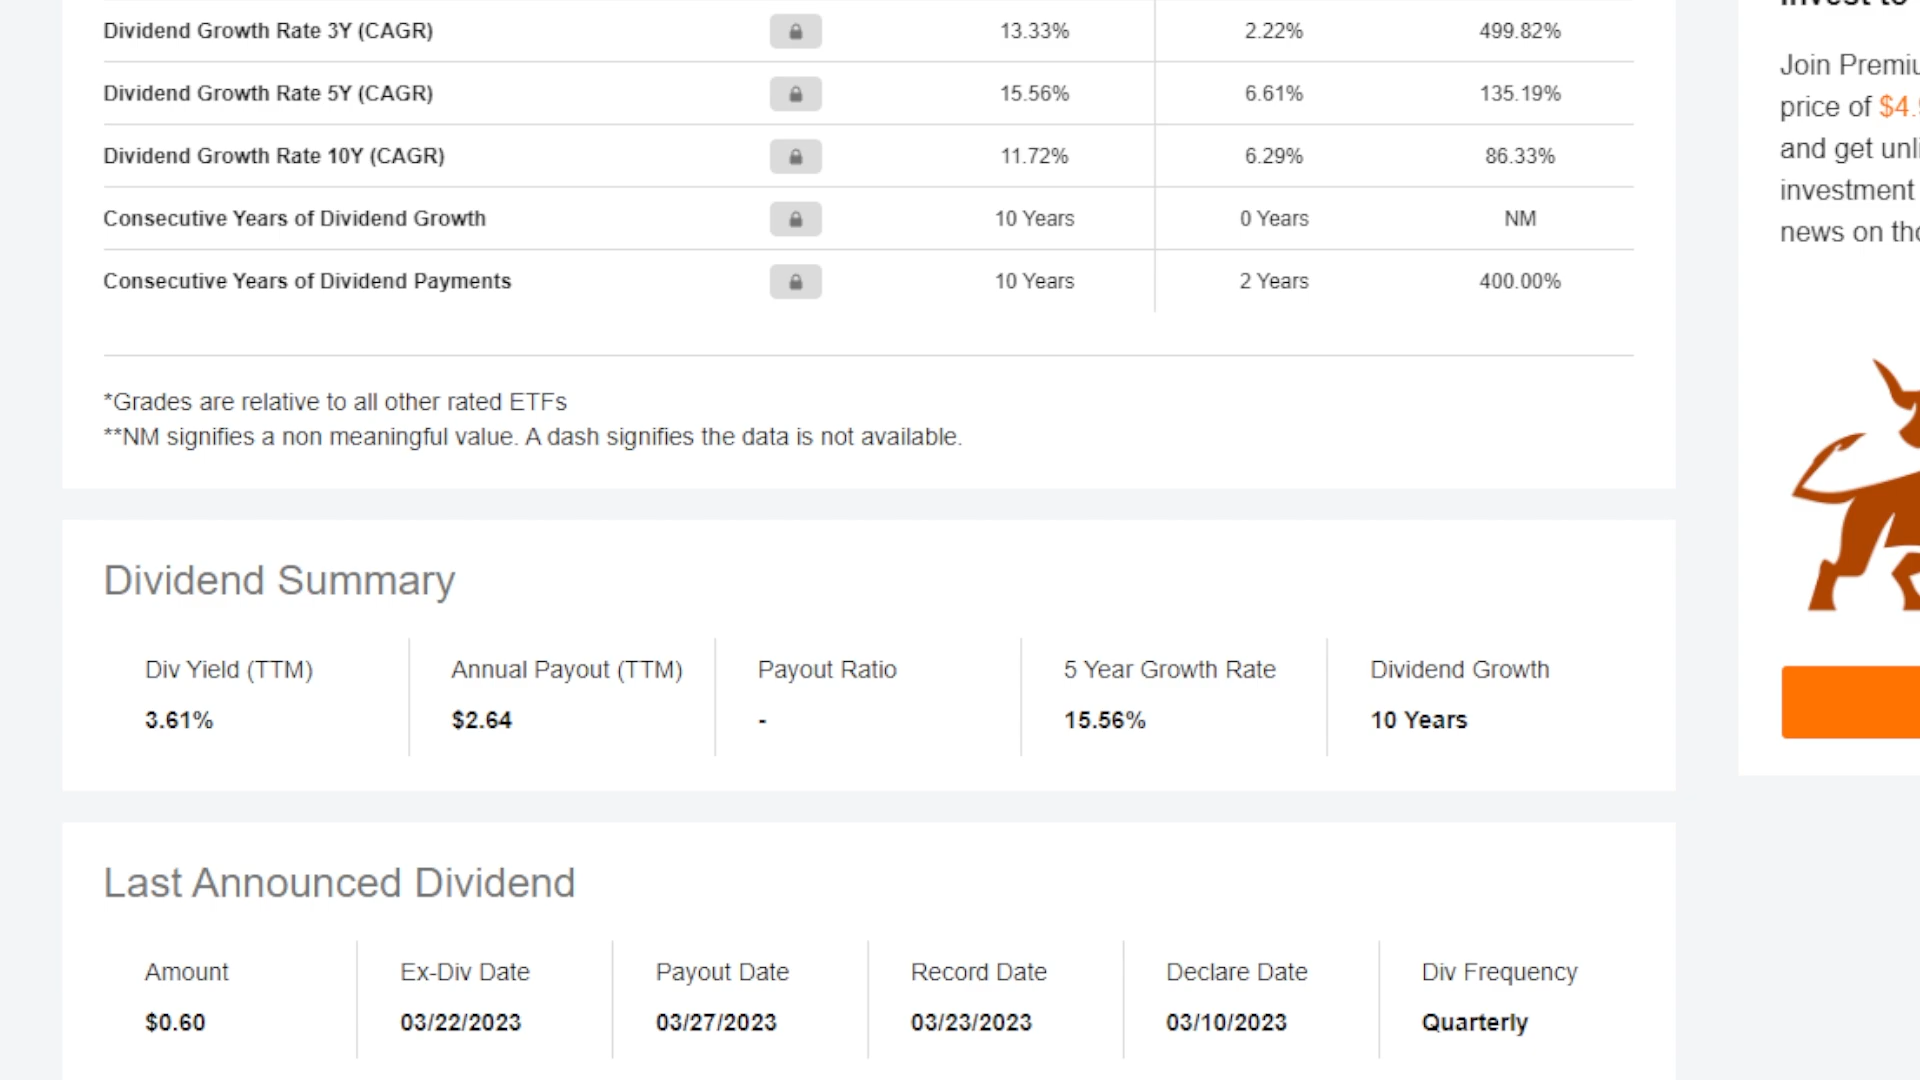 Dividend Growth Rate 3Y (CAGR) 13.33% 2.22% 499.82%
Dividend Growth Rate 5Y (CAGR) 15.56% 6.61% 135.19%
Dividend Growth Rate 10Y (CAGR) 11.72% 6.29% 86.33%
Consecutive Years of Dividend Growth 10 Years 0 Years NM
Consecutive Years of Dividend Payments 10 Years 2 Years 400.00%
*Grades are relative to all other rated ETFs
**NM signifies a non meaningful value. A dash signifies the data is not available.
Dividend Summary
Div Yield (TTM) Annual Payout (TTM) Payout Ratio 5 Year Growth Rate Dividend Growth
3.61% $2.64 - 15.56% 10 Years
Last Announced Dividend
Amount Ex-Div Date Payout Date Record Date Declare Date Div Frequency
$0.60 03/22/2023 03/27/2023 03/23/2023 03/10/2023 Quarterly
Join
price of $4.
and get
investment
news on